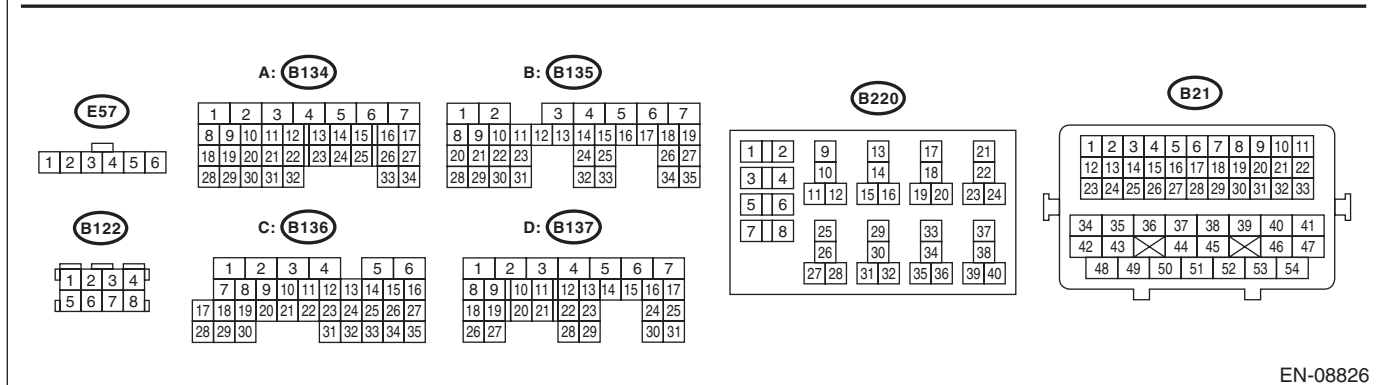 E57
1 2 3 4 5 6
A: B134
1 2 3 4 5 6 7
8 9 10 11 12 13 14 15 16 17
18 19 20 21 22 23 24 25 26 27
28 29 30 31 32 33 34
B: B135
1 2 3 4 5 6 7
8 9 10 11 12 13 14 15 16 17 18 19
20 21 22 23 24 25 26 27
28 29 30 31 32 33 34 35
B122
1 2 3 4
5 6 7 8
C: B136
1 2 3 4 5 6
7 8 9 10 11 12 13 14 15 16
17 18 19 20 21 22 23 24 25 26 27
28 29 30 31 32 33 34 35
D: B137
1 2 3 4 5 6 7
8 9 10 11 12 13 14 15 16 17
18 19 20 21 22 23 24 25
26 27 28 29 30 31
B220
1 2 9 13 17 21
3 4 10 14 18 22
5 6 11 12 15 16 19 20 23 24
7 8 25 29 33 37
26 30 34 38
27 28 31 32 35 36 39 40
B21
1 2 3 4 5 6 7 8 9 10 11
12 13 14 15 16 17 18 19 20 21 22
23 24 25 26 27 28 29 30 31 32 33
34 35 36 37 38 39 40 41
42 43 44 45 46 47
48 49 50 51 52 53 54
EN-08826